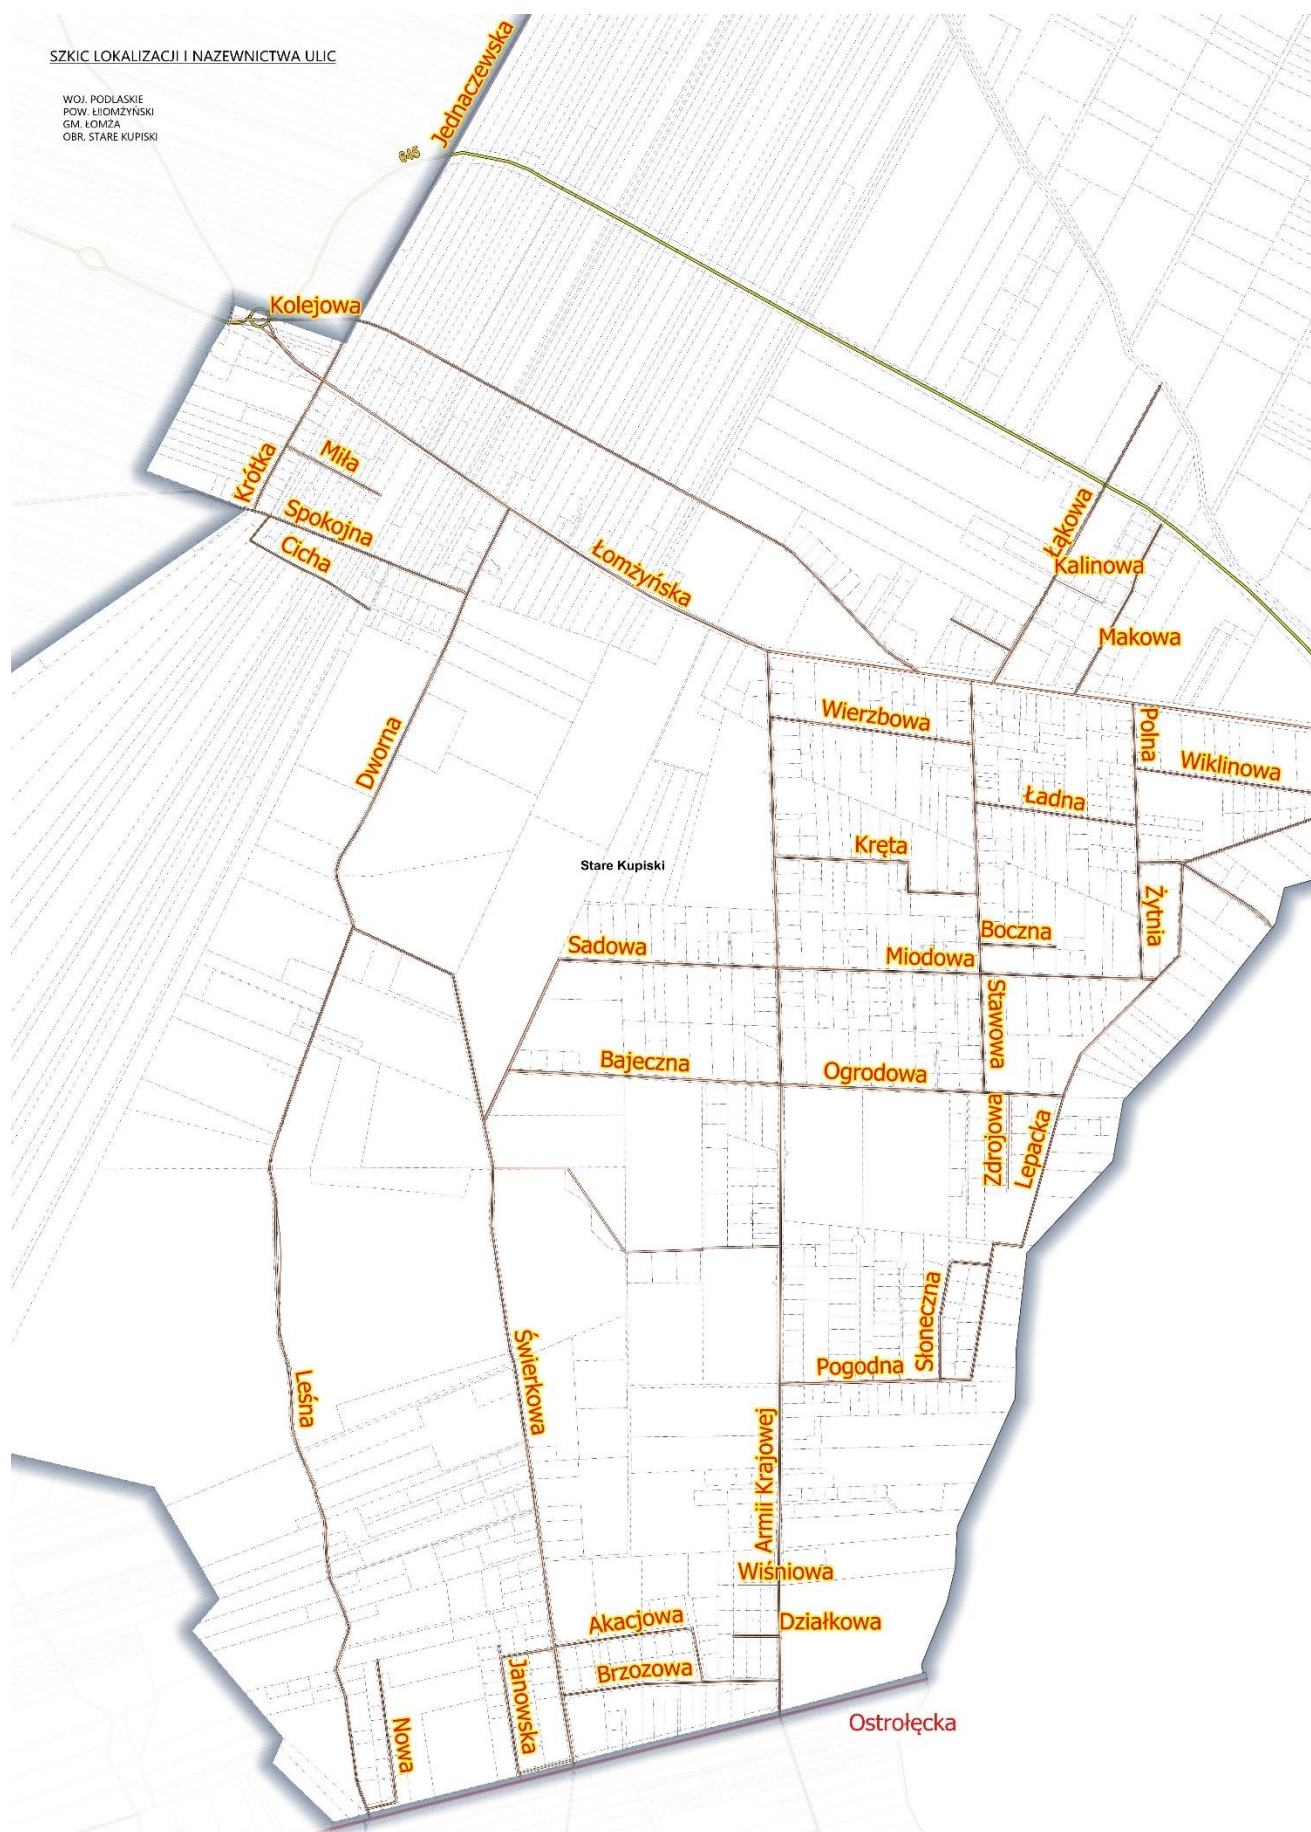 SZKIC LOKALIZACJI I NAZEWNICTWA ULIC
WOJ. PODLASKIE
POW. Ł!!OMŻYŃSKI
GM. ŁOMŻA
OBR. STARE KUPISKI
Jednaczewska
645
Kolejowa
Krótka
Miła
Spokojna
Cicha
Łomżyńska
Łąkowa
Kalinowa
Makowa
Dworna
Wierzbowa
Polna
Wiklinowa
Ładna
Kręta
Stare Kupiski
Żytnia
Boczna
Sadowa
Miodowa
Stawowa
Bajeczna
Ogrodowa
Zdrojowa
Lepacka
Słoneczna
Pogodna
Świerkowa
Leśna
Armii Krajowej
Wiśniowa
Działkowa
Akacjowa
Brzozowa
Janowska
Nowa
Ostrołęcka